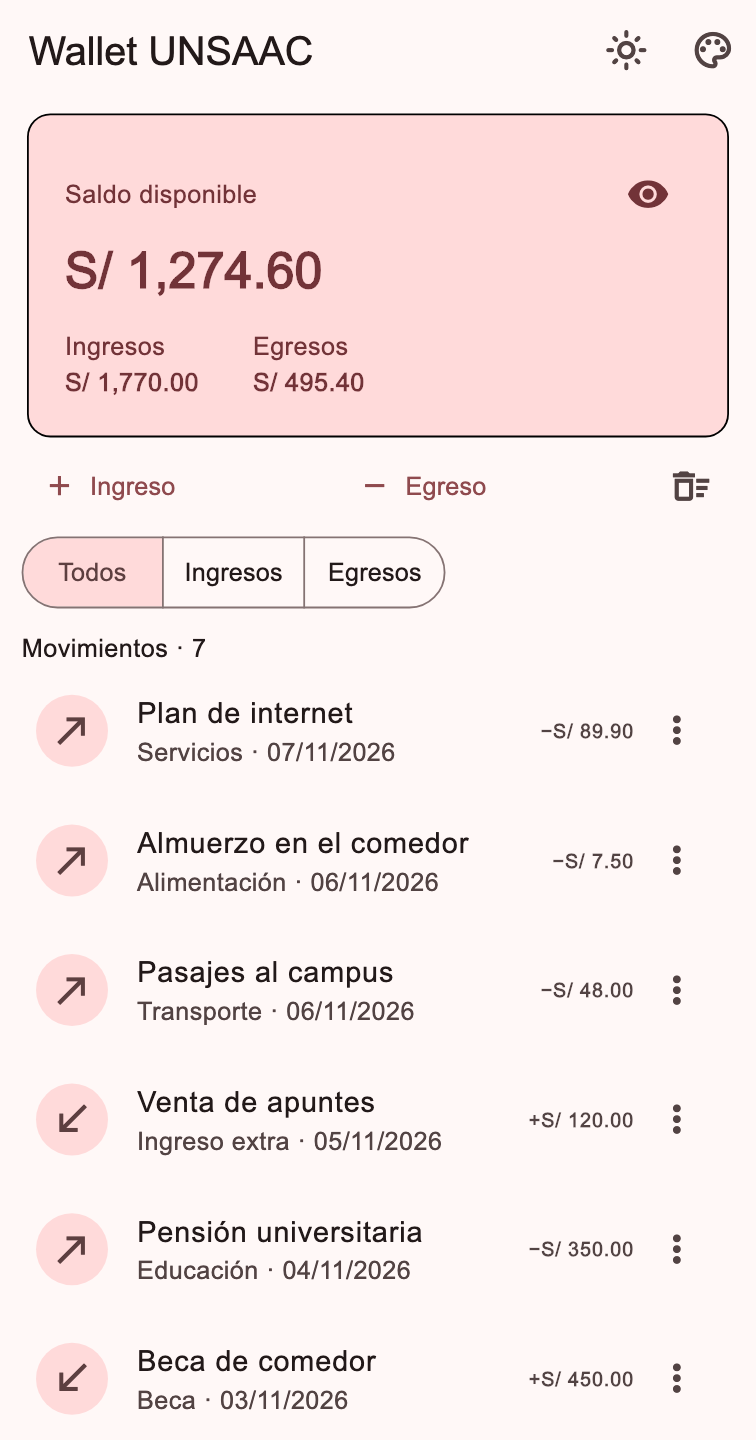 Wallet UNSAAC
Saldo disponible
S/ 1,274.60
Ingresos Egresos
S/ 1,770.00 S/ 495.40
+ Ingreso − Egreso
Todos Ingresos Egresos
Movimientos · 7
Plan de internet
Servicios · 07/11/2026 −S/ 89.90
Almuerzo en el comedor
Alimentación · 06/11/2026 −S/ 7.50
Pasajes al campus
Transporte · 06/11/2026 −S/ 48.00
Venta de apuntes
Ingreso extra · 05/11/2026 +S/ 120.00
Pensión universitaria
Educación · 04/11/2026 −S/ 350.00
Beca de comedor
Beca · 03/11/2026 +S/ 450.00